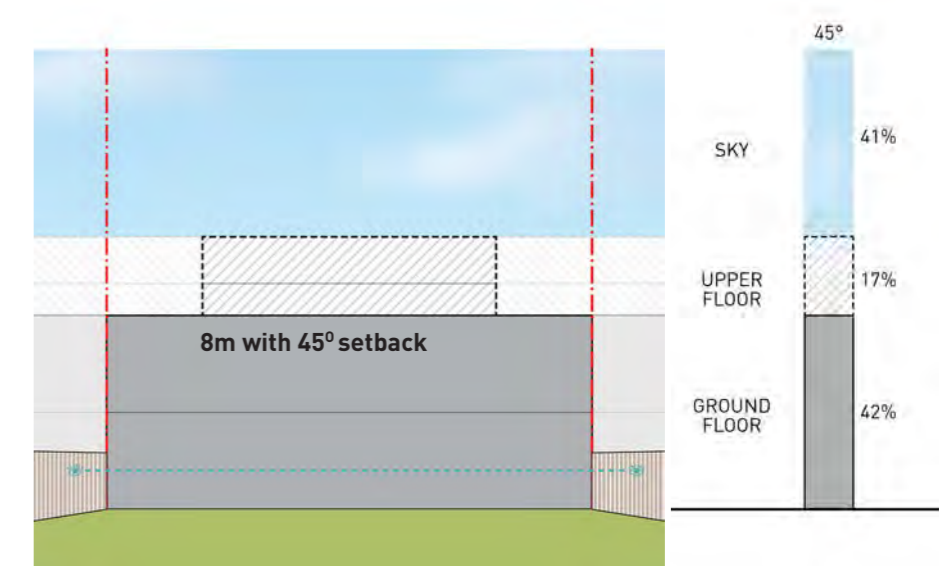 45°
SKY
41%
UPPER
FLOOR
17%
8m with 45⁰ setback
GROUND
FLOOR
42%